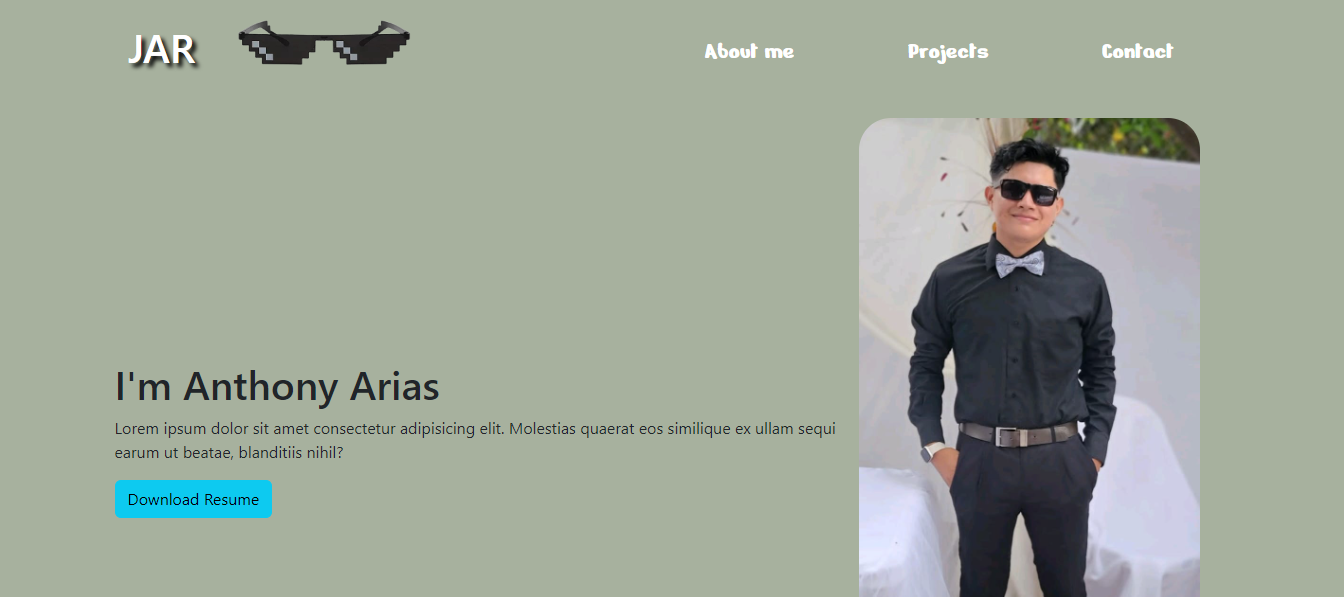 JAR
About me
Projects
Contact
I'm Anthony Arias
Lorem ipsum dolor sit amet consectetur adipisicing elit. Molestias quaerat eos similique ex ullam sequi
earum ut beatae, blanditiis nihil?
Download Resume